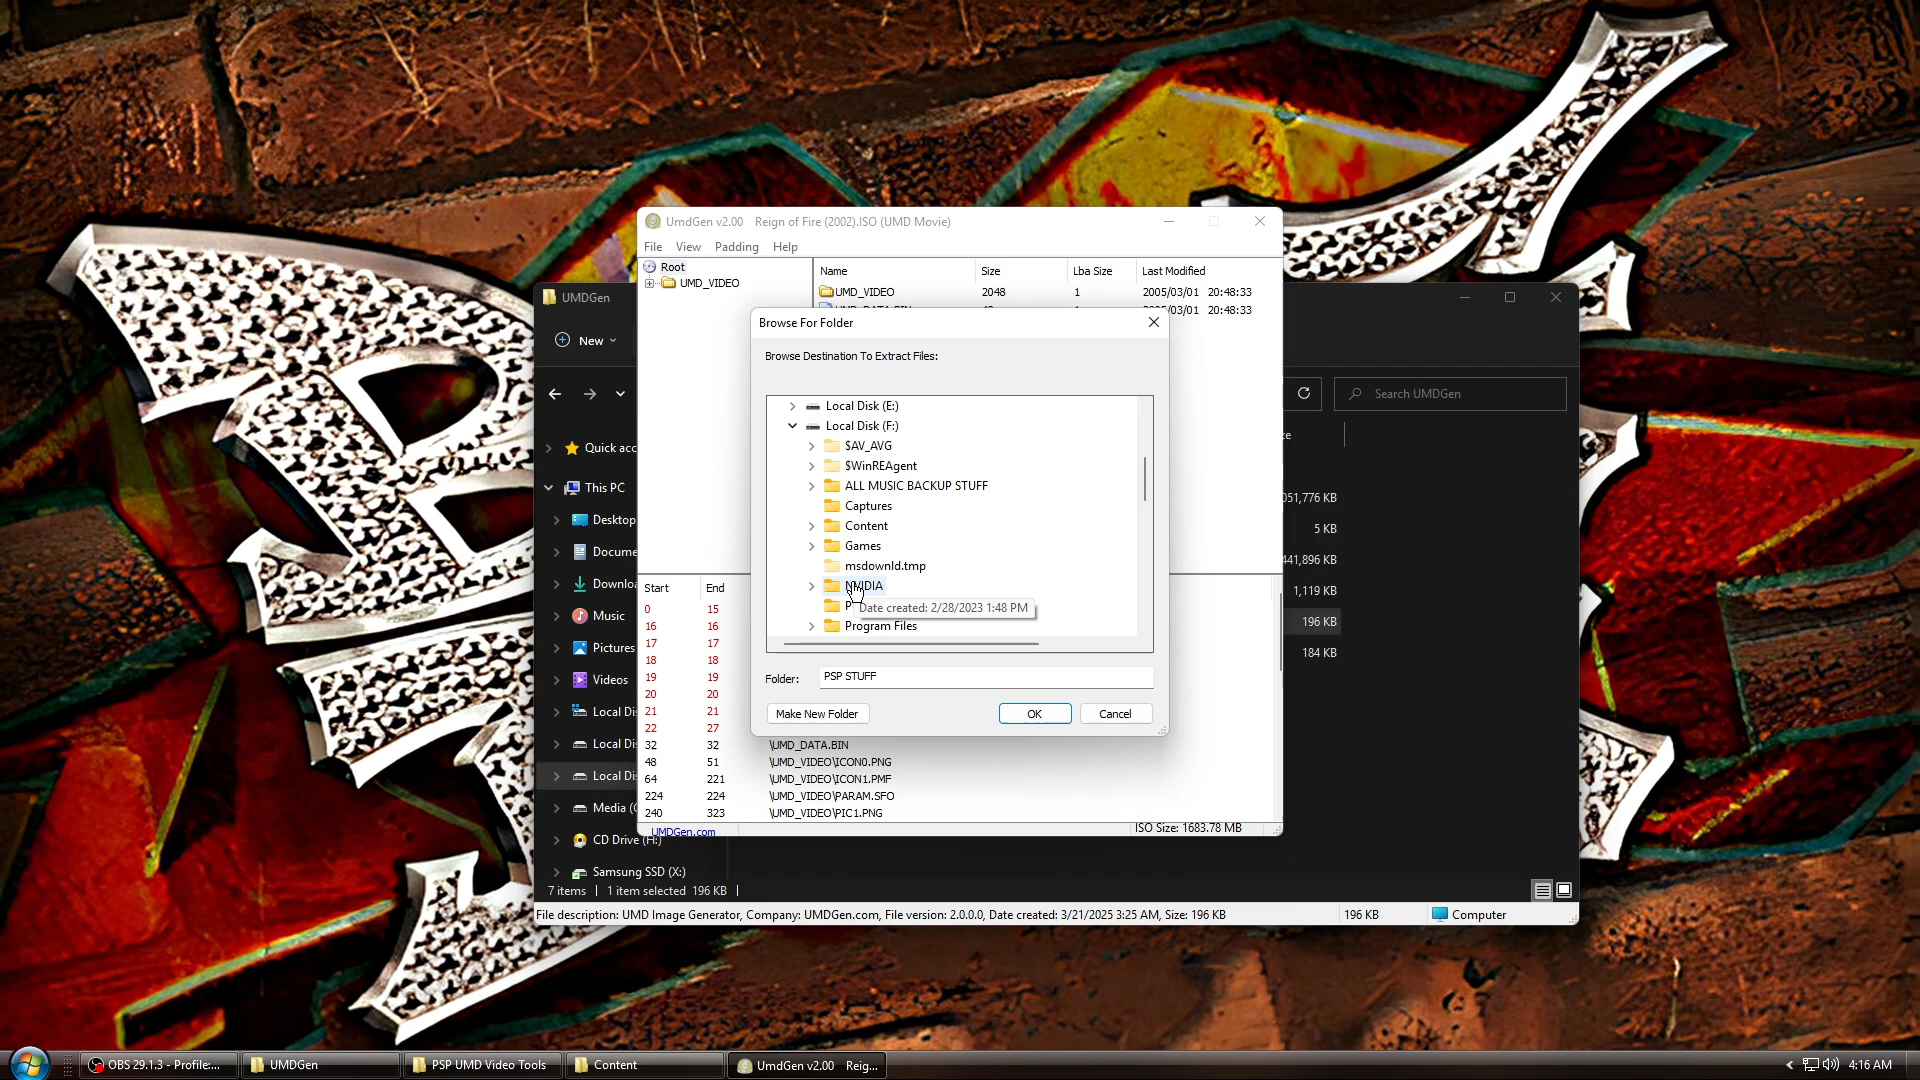 UmdGen v2.00 Reign of Fire (2002).ISO (UMD Movie)
File View Padding Help
Root
UMD_VIDEO
Name Size Lba Size Last Modified
UMD_VIDEO 2048 1 2005/03/01 20:48:33
20:48:33
Browse For Folder
Browse Destination To Extract Files:
Local Disk (E:)
Local Disk (F:)
$AV_AVG
$WinREAgent
ALL MUSIC BACKUP STUFF
Captures
Content
Games
msdownld.tmp
NVIDIA
Date created: 2/28/2023 1:48 PM
Program Files
Folder: PSP STUFF
Make New Folder OK Cancel
Start End
0 15
16 16
17 17
18 18
19 19
20 20
21 21
22 27
32 32 \UMD_DATA.BIN
48 51 \UMD_VIDEO\ICON0.PNG
64 221 \UMD_VIDEO\ICON1.PMF
224 224 \UMD_VIDEO\PARAM.SFO
240 323 \UMD_VIDEO\PIC1.PNG
UMDGen.com ISO Size: 1683.78 MB
UMDGen
New
Search UMDGen
Quick acc
This PC
Desktop
Docume
Downloa
Music
Pictures
Videos
Local Dis
Local Dis
Local Dis
Media (
CD Drive (H:)
Samsung SSD (X:)
051,776 KB
5 KB
441,896 KB
1,119 KB
196 KB
184 KB
7 items 1 item selected 196 KB
File description: UMD Image Generator, Company: UMDGen.com, File version: 2.0.0.0, Date created: 3/21/2025 3:25 AM, Size: 196 KB 196 KB Computer
OBS 29.1.3 - Profile:... UMDGen PSP UMD Video Tools Content UmdGen v2.00 Reig... 4:16 AM